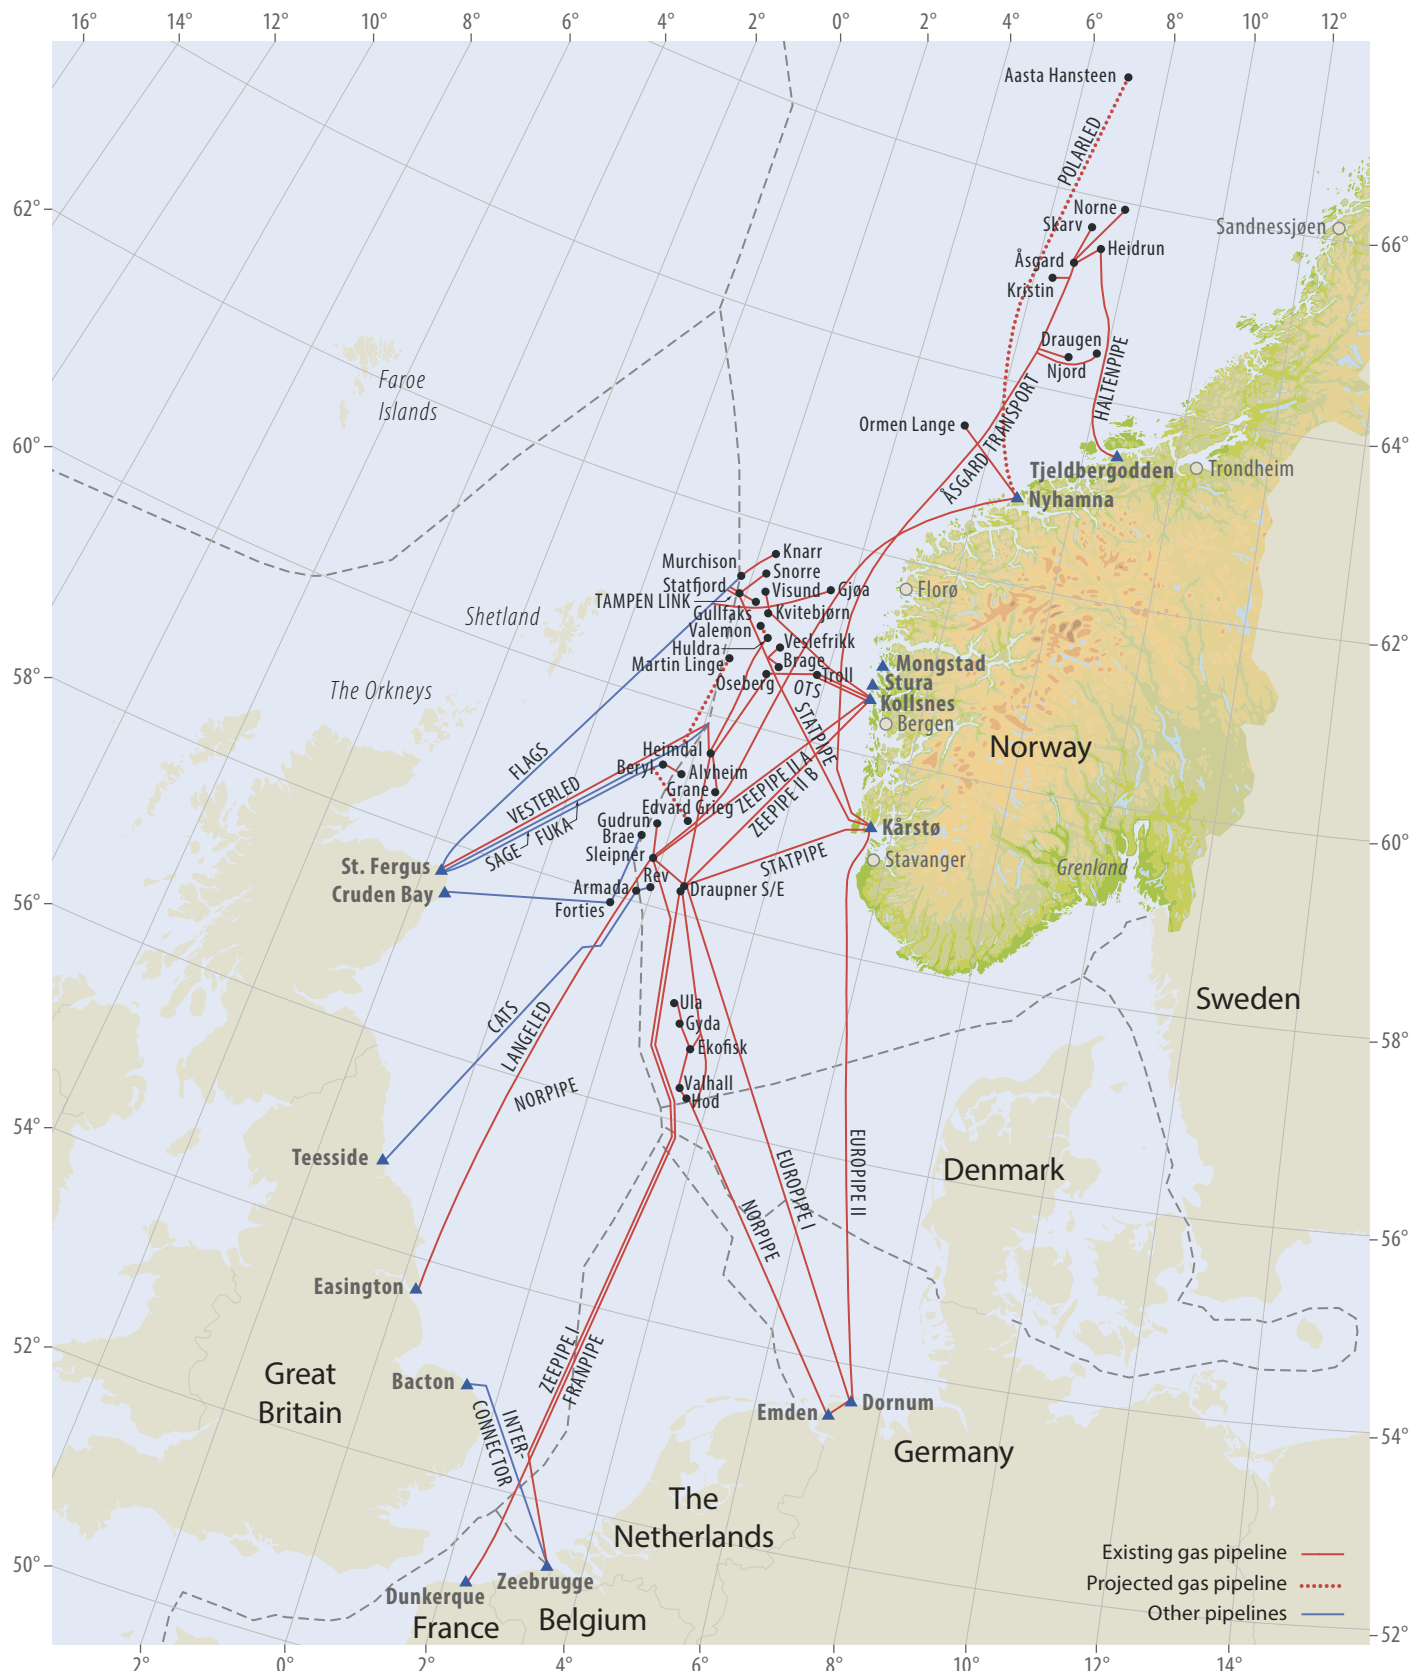 16° 14° 12° 10° 8° 6° 4° 2° 0° 2° 4° 6° 8° 10° 12°
Aasta Hansteen
POLARLED
62°
Norne
Skarv
Sandnessjøen
66°
Heidrun
Åsgard
Kristin
Draugen
Njord
HALTENPIPE
Faroe
Islands
ÅSGARD TRANSPORT
Ormen Lange
60°
64°
Tjeldbergodden
Trondheim
Nyhamna
Knarr
Murchison
Snorre
Statfjord
Visund
Gjøa
Florø
TAMPEN LINK
Gullfaks
Kvitebjørn
Shetland
Valemon
Veslefrikk
Huldra
62°
Brage
Martin Linge
Mongstad
58°
Oseberg
Troll
Stura
The Orkneys
OTS
Kollsnes
Bergen
STATPIPE
Norway
FLAGS
Heimdal
Beryl
Alvheim
ZEEPIPE II A
Grane
VESTERLED
ZEEPIPE II B
Edvard Grieg
Gudrun
SAGE
FUKA
Brae
Kårstø
60°
Sleipner
STATPIPE
Stavanger
St. Fergus
Grenland
Rev
Armada
Draupner S/E
Cruden Bay
56°
Forties
Sweden
CATS
Ula
LANGELED
Gyda
58°
Ekofisk
NORPIPE
Valhall
Hod
54°
Teesside
EUROPIPE II
Denmark
EUROPIPE I
NORPIPE
56°
Easington
52°
ZEEPIPE I
FRANPIPE
Great
Britain
Bacton
INTER-
CONNECTOR
Dornum
Emden
54°
Germany
The
Netherlands
Existing gas pipeline
50°
Zeebrugge
Projected gas pipeline
Dunkerque
Other pipelines
Belgium
France
52°
2° 0° 2° 4° 6° 8° 10° 12° 14°